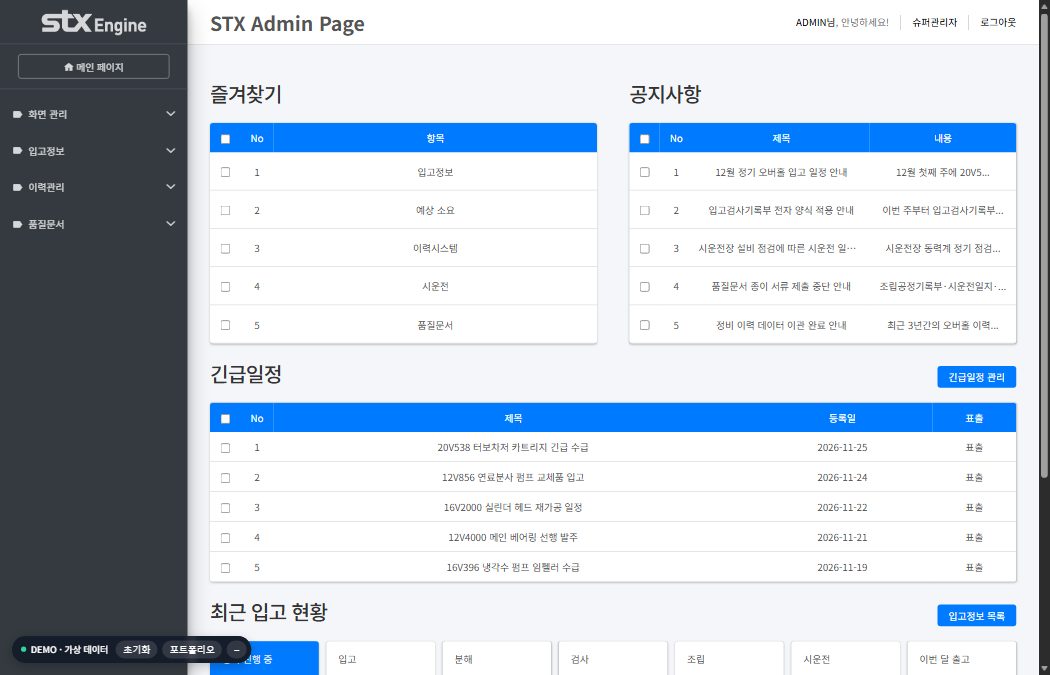 STX Engine
메인 페이지
화면 관리
입고정보
이력관리
품질문서
STX Admin Page
ADMIN님, 안녕하세요!
슈퍼관리자
로그아웃
즐겨찾기
No 항목
1 입고정보
2 예상 소요
3 이력시스템
4 시운전
5 품질문서
공지사항
No 제목 내용
1 12월 정기 오버홀 입고 일정 안내 12월 첫째 주에 20V5...
2 입고검사기록부 전자 양식 적용 안내 이번 주부터 입고검사기록부...
3 시운전장 설비 점검에 따른 시운전 일… 시운전장 동력계 정기 점검...
4 품질문서 종이 서류 제출 중단 안내 조립공정기록부·시운전일지·...
5 정비 이력 데이터 이관 완료 안내 최근 3년간의 오버홀 이력...
긴급일정
긴급일정 관리
No 제목 등록일 표출
1 20V538 터보차저 카트리지 긴급 수급 2026-11-25 표출
2 12V856 연료분사 펌프 교체품 입고 2026-11-24 표출
3 16V2000 실린더 헤드 재가공 일정 2026-11-22 표출
4 12V4000 메인 베어링 선행 발주 2026-11-21 표출
5 16V396 냉각수 펌프 임펠러 수급 2026-11-19 표출
최근 입고 현황
입고정보 목록
DEMO · 가상 데이터 초기화 포트폴리오 –
진행 중 입고 분해 검사 조립 시운전 이번 달 출고